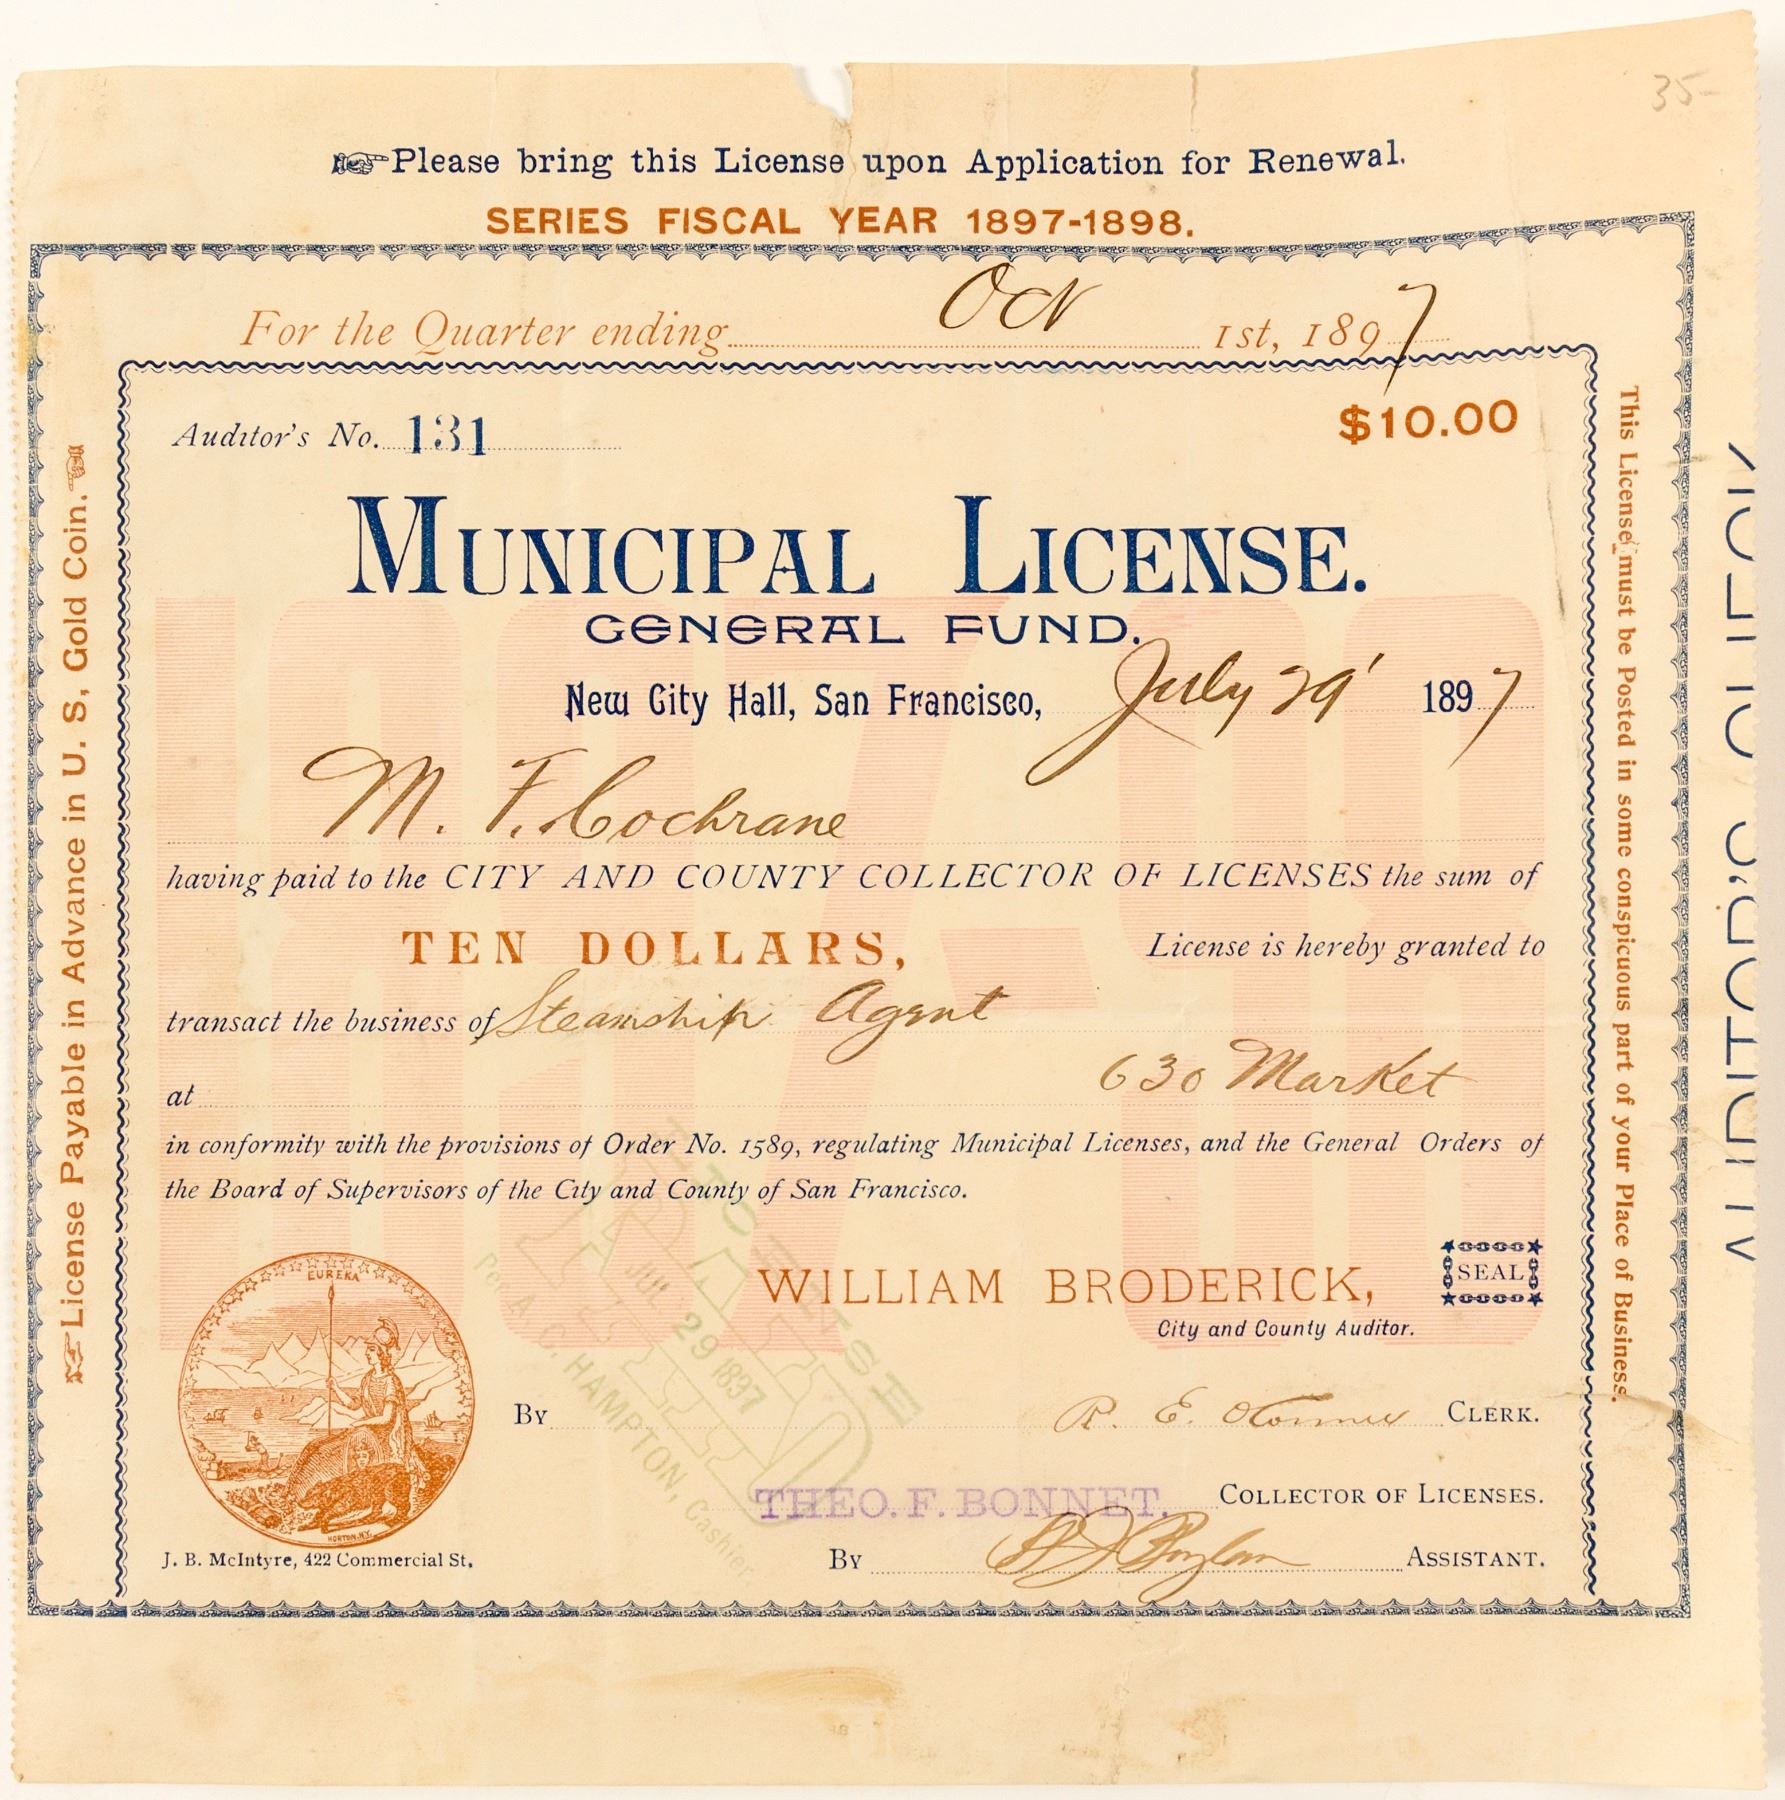 35-
Please bring this License upon Application for Renewal.
SERIES FISCAL YEAR 1897-1898.
For the Quarter ending Oct 1st, 1897
Auditor's No. 131
$10.00
MUNICIPAL LICENSE.
GENERAL FUND.
New City Hall, San Francisco, July 29' 1897
M. F. Cochrane
having paid to the CITY AND COUNTY COLLECTOR OF LICENSES the sum of
TEN DOLLARS, License is hereby granted to
transact the business of Steamship Agent
at 630 Market
in conformity with the provisions of Order No. 1589, regulating Municipal Licenses, and the General Orders of
the Board of Supervisors of the City and County of San Francisco.
WILLIAM BRODERICK,
SEAL
City and County Auditor.
EUREKA
HORTON. N.Y.
By R. E. O'Connor CLERK.
THEO. F. BONNET. COLLECTOR OF LICENSES.
By ASSISTANT.
J. B. McIntyre, 422 Commercial St.
JUL 29 1897
HAMPTON, Cashier
License Payable in Advance in U. S. Gold Coin.
This License must be Posted in some conspicuous part of your Place of Business.